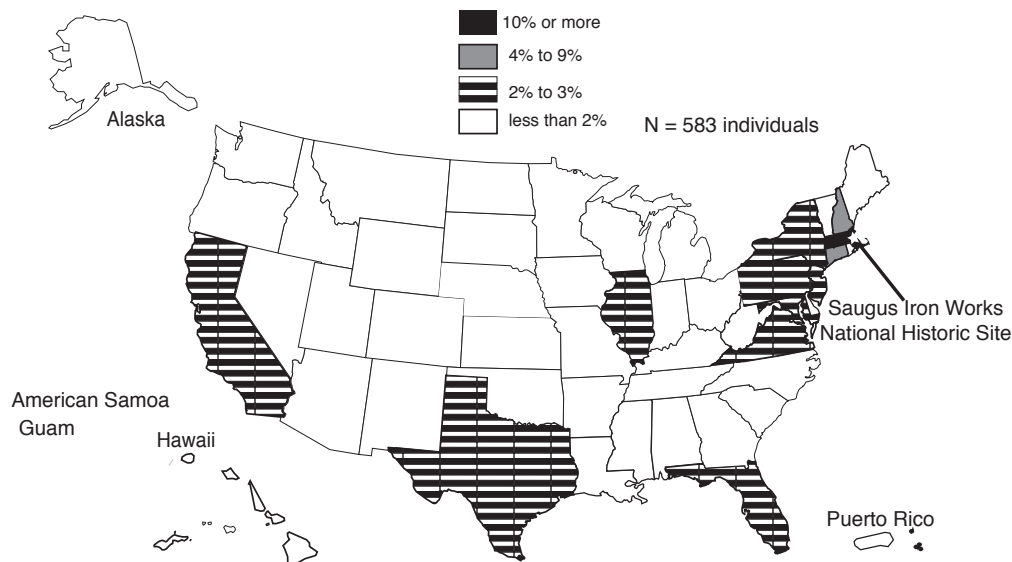 10% or more
4% to 9%
2% to 3%
less than 2%
N = 583 individuals
Alaska
Saugus Iron Works
National Historic Site
American Samoa
Guam
Hawaii
Puerto Rico